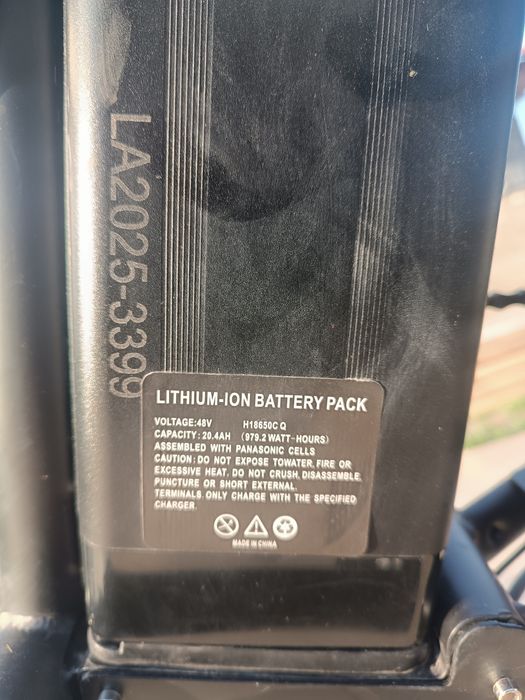 LA2025-3399
LITHIUM-ION BATTERY PACK
VOLTAGE:48V H18650C Q
CAPACITY: 20.4AH (979.2 WATT-HOURS)
ASSEMBLED WITH PANASONIC CELLS
CAUTION: DO NOT EXPOSE TOWATER, FIRE OR
EXCESSIVE HEAT. DO NOT CRUSH, DISASSEMBLE.
PUNCTURE OR SHORT EXTERNAL.
TERMINALS. ONLY CHARGE WITH THE SPECIFIED
CHARGER.
MADE IN CHINA